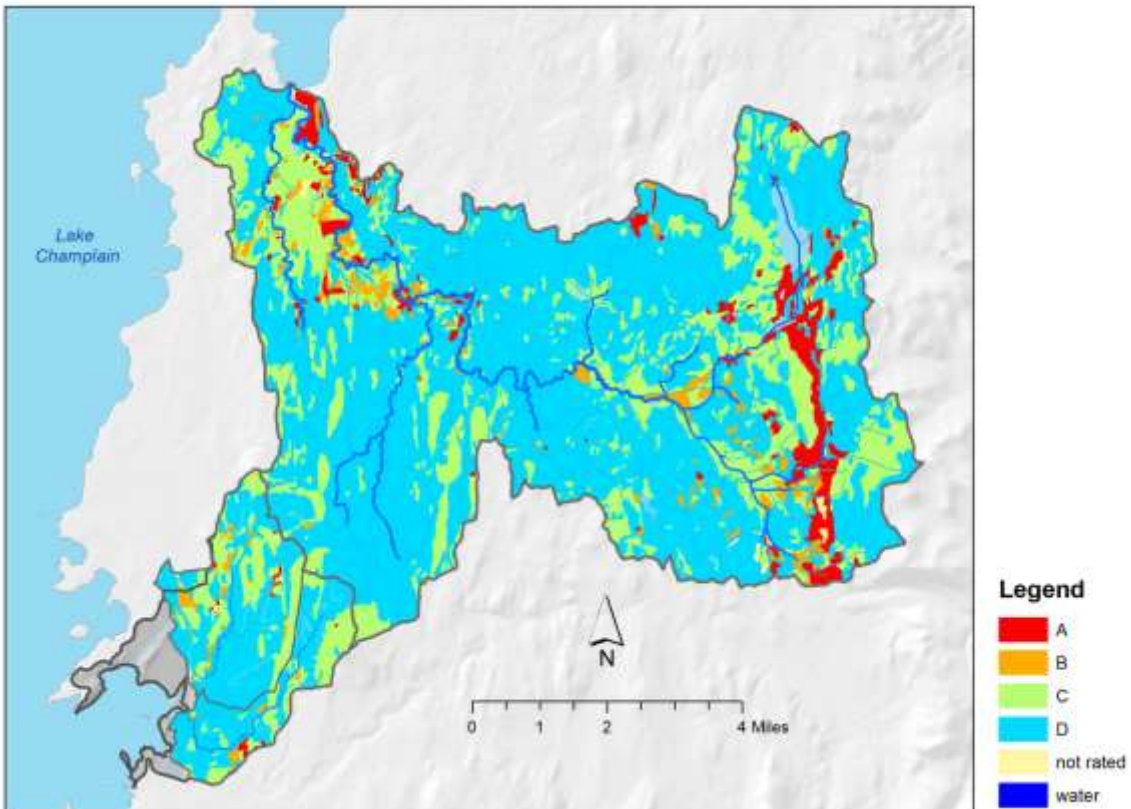 Lake
Champlain
N
0 1 2 4 Miles
Legend
A
B
C
D
not rated
water